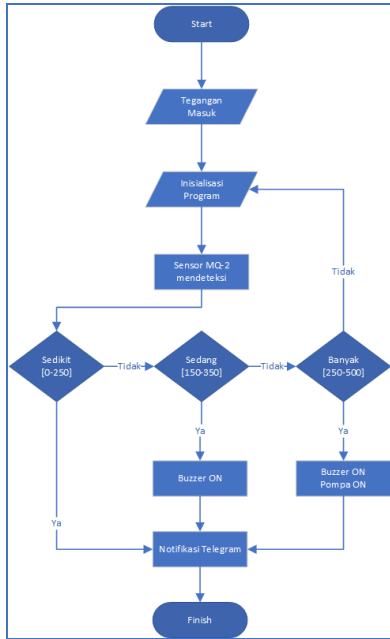 Start
Tegangan
Masuk
Inisialisasi
Program
Sensor MQ-2
mendeteksi
Tidak
Sedikit
[0-250]
Tidak
Sedang
[150-350]
Tidak
Banyak
[250-500]
Ya
Ya
Buzzer ON
Buzzer ON
Pompa ON
Ya
Notifikasi Telegram
Finish